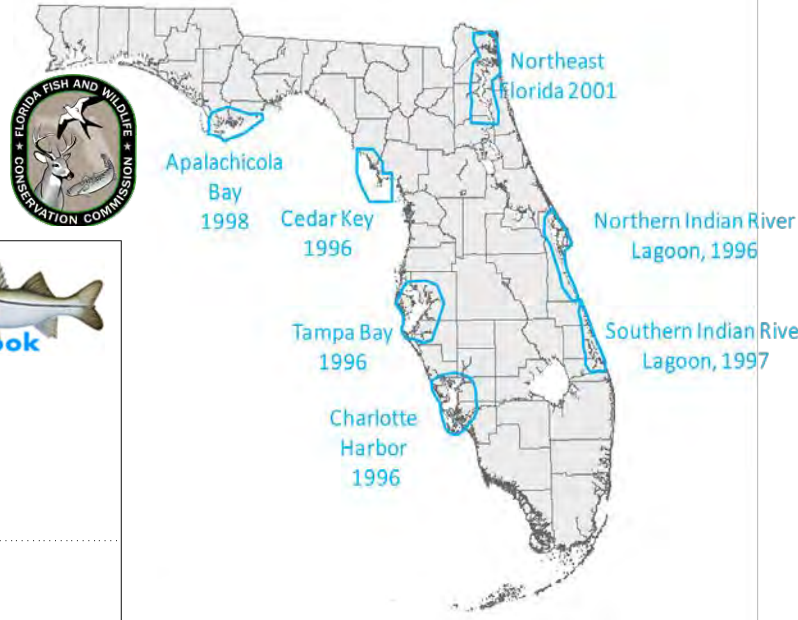 FLORIDA FISH AND WILDLIFE
CONSERVATION COMMISSION
Northeast
Florida 2001
Apalachicola
Bay
1998
Cedar Key
1996
Northern Indian River
Lagoon, 1996
ook
Tampa Bay
1996
Southern Indian Rive
Lagoon, 1997
Charlotte
Harbor
1996